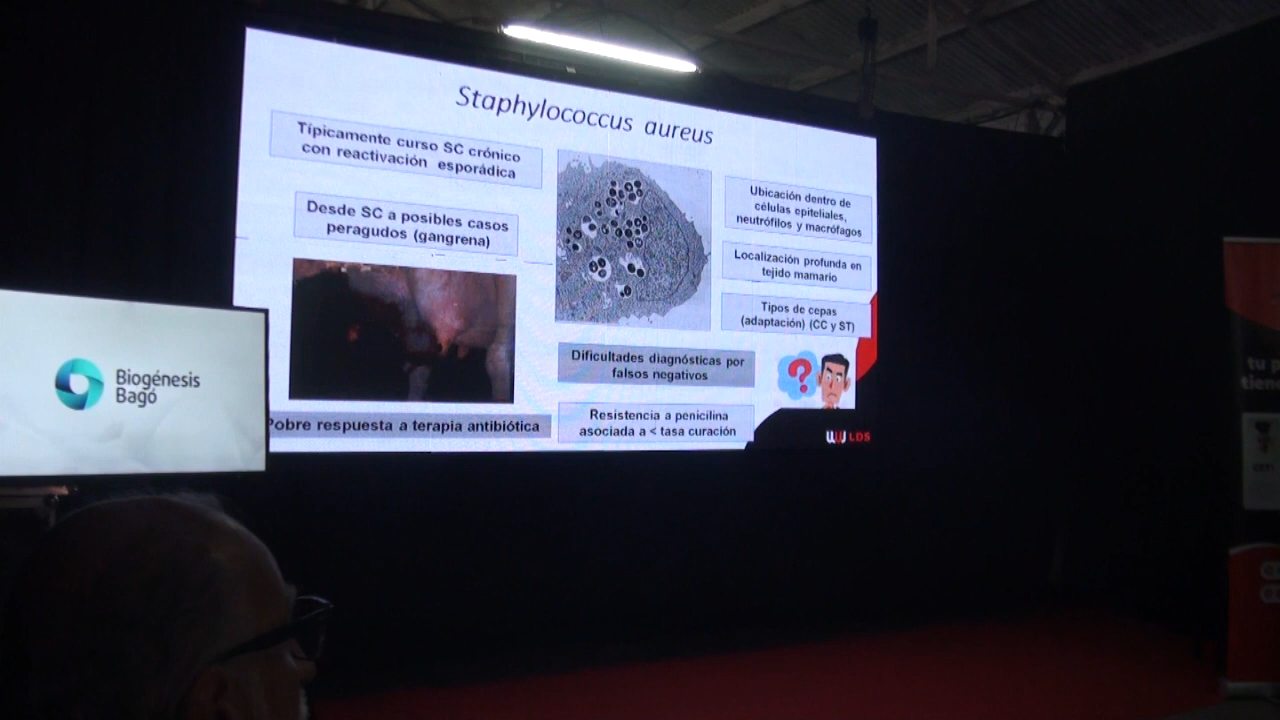 Staphylococcus aureus
Típicamente curso SC crónico
con reactivación esporádica
Desde SC a posibles casos
peragudos (gangrena)
Pobre respuesta a terapia antibiótica
Ubicación dentro de
células epiteliales,
neutrófilos y macrófagos
Localización profunda en
tejido mamario
Tipos de cepas
(adaptación) (CC y ST)
Dificultades diagnósticas por
falsos negativos
Resistencia a penicilina
asociada a < tasa curación
?
LDS
Biogénesis
Bagó
tu